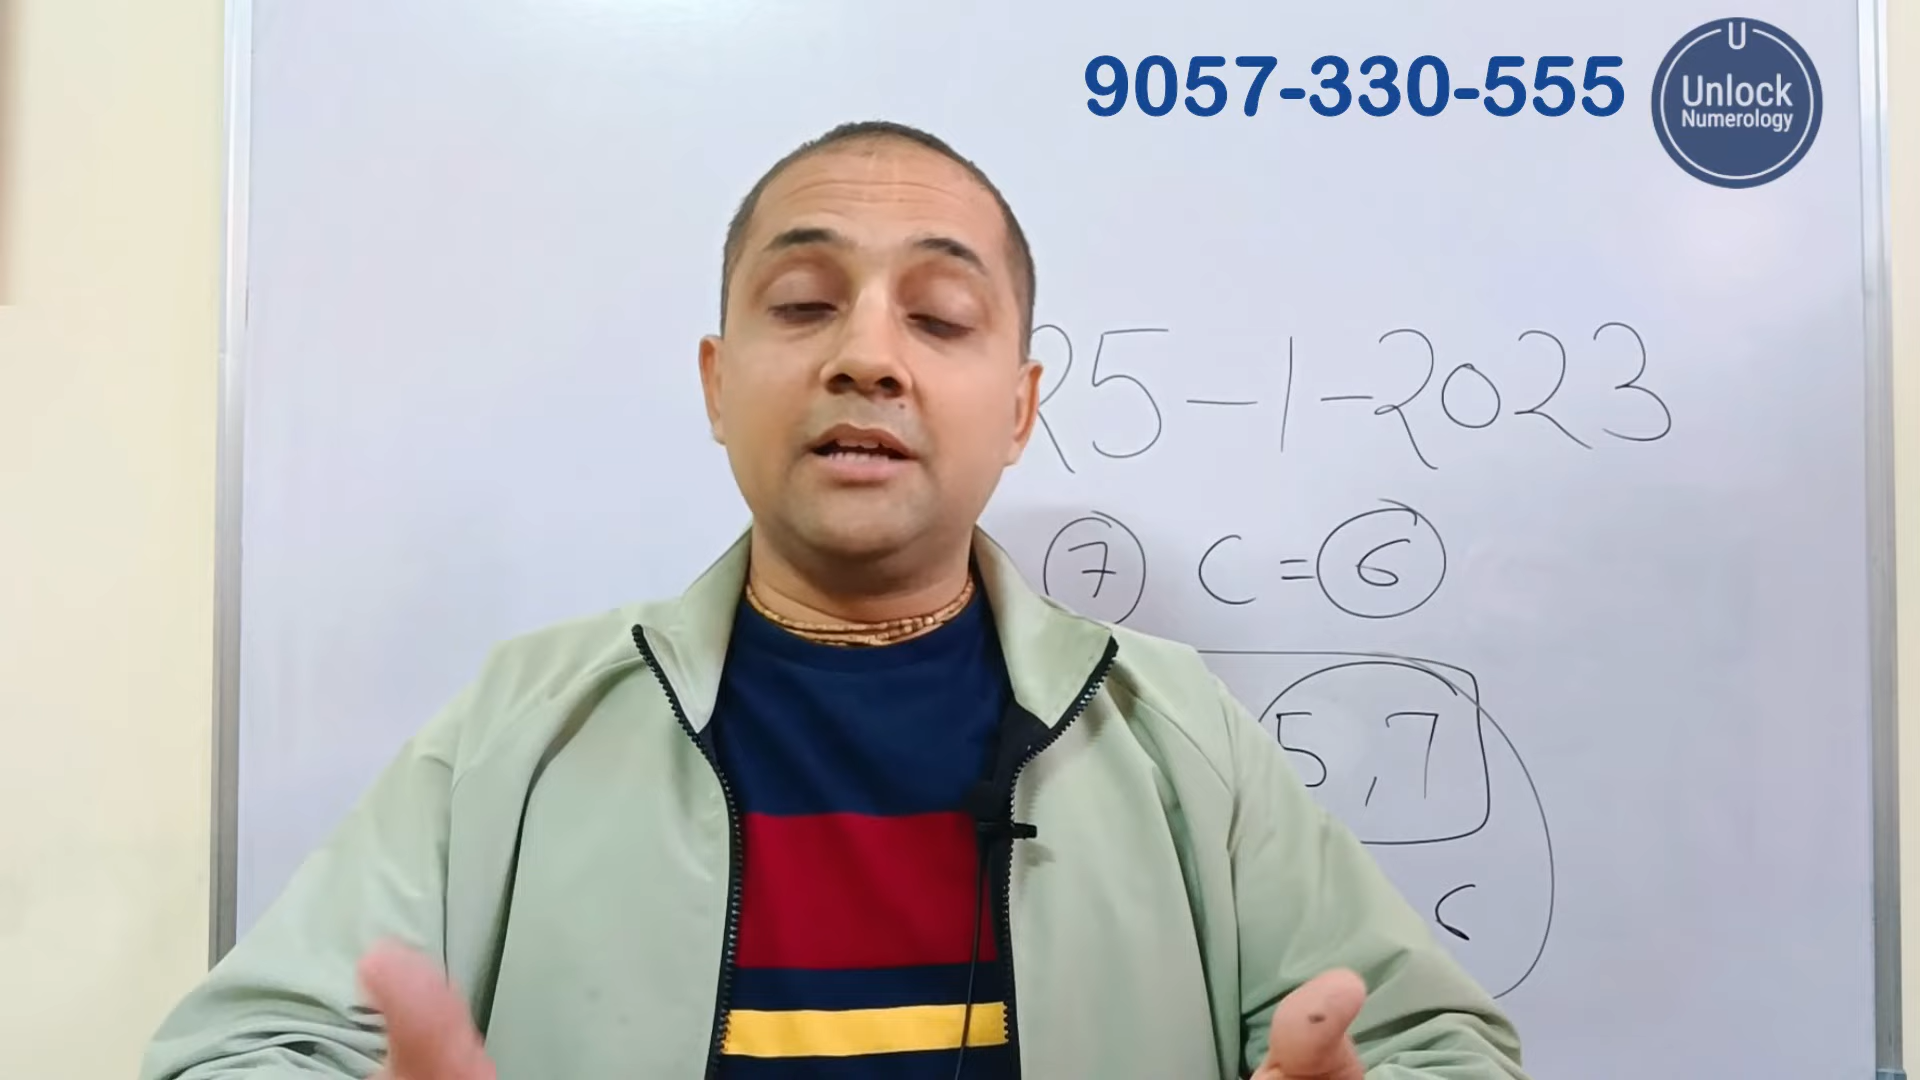 9057-330-555
U
Unlock
Numerology
25-1-2023
7 C = 6
5,7
C